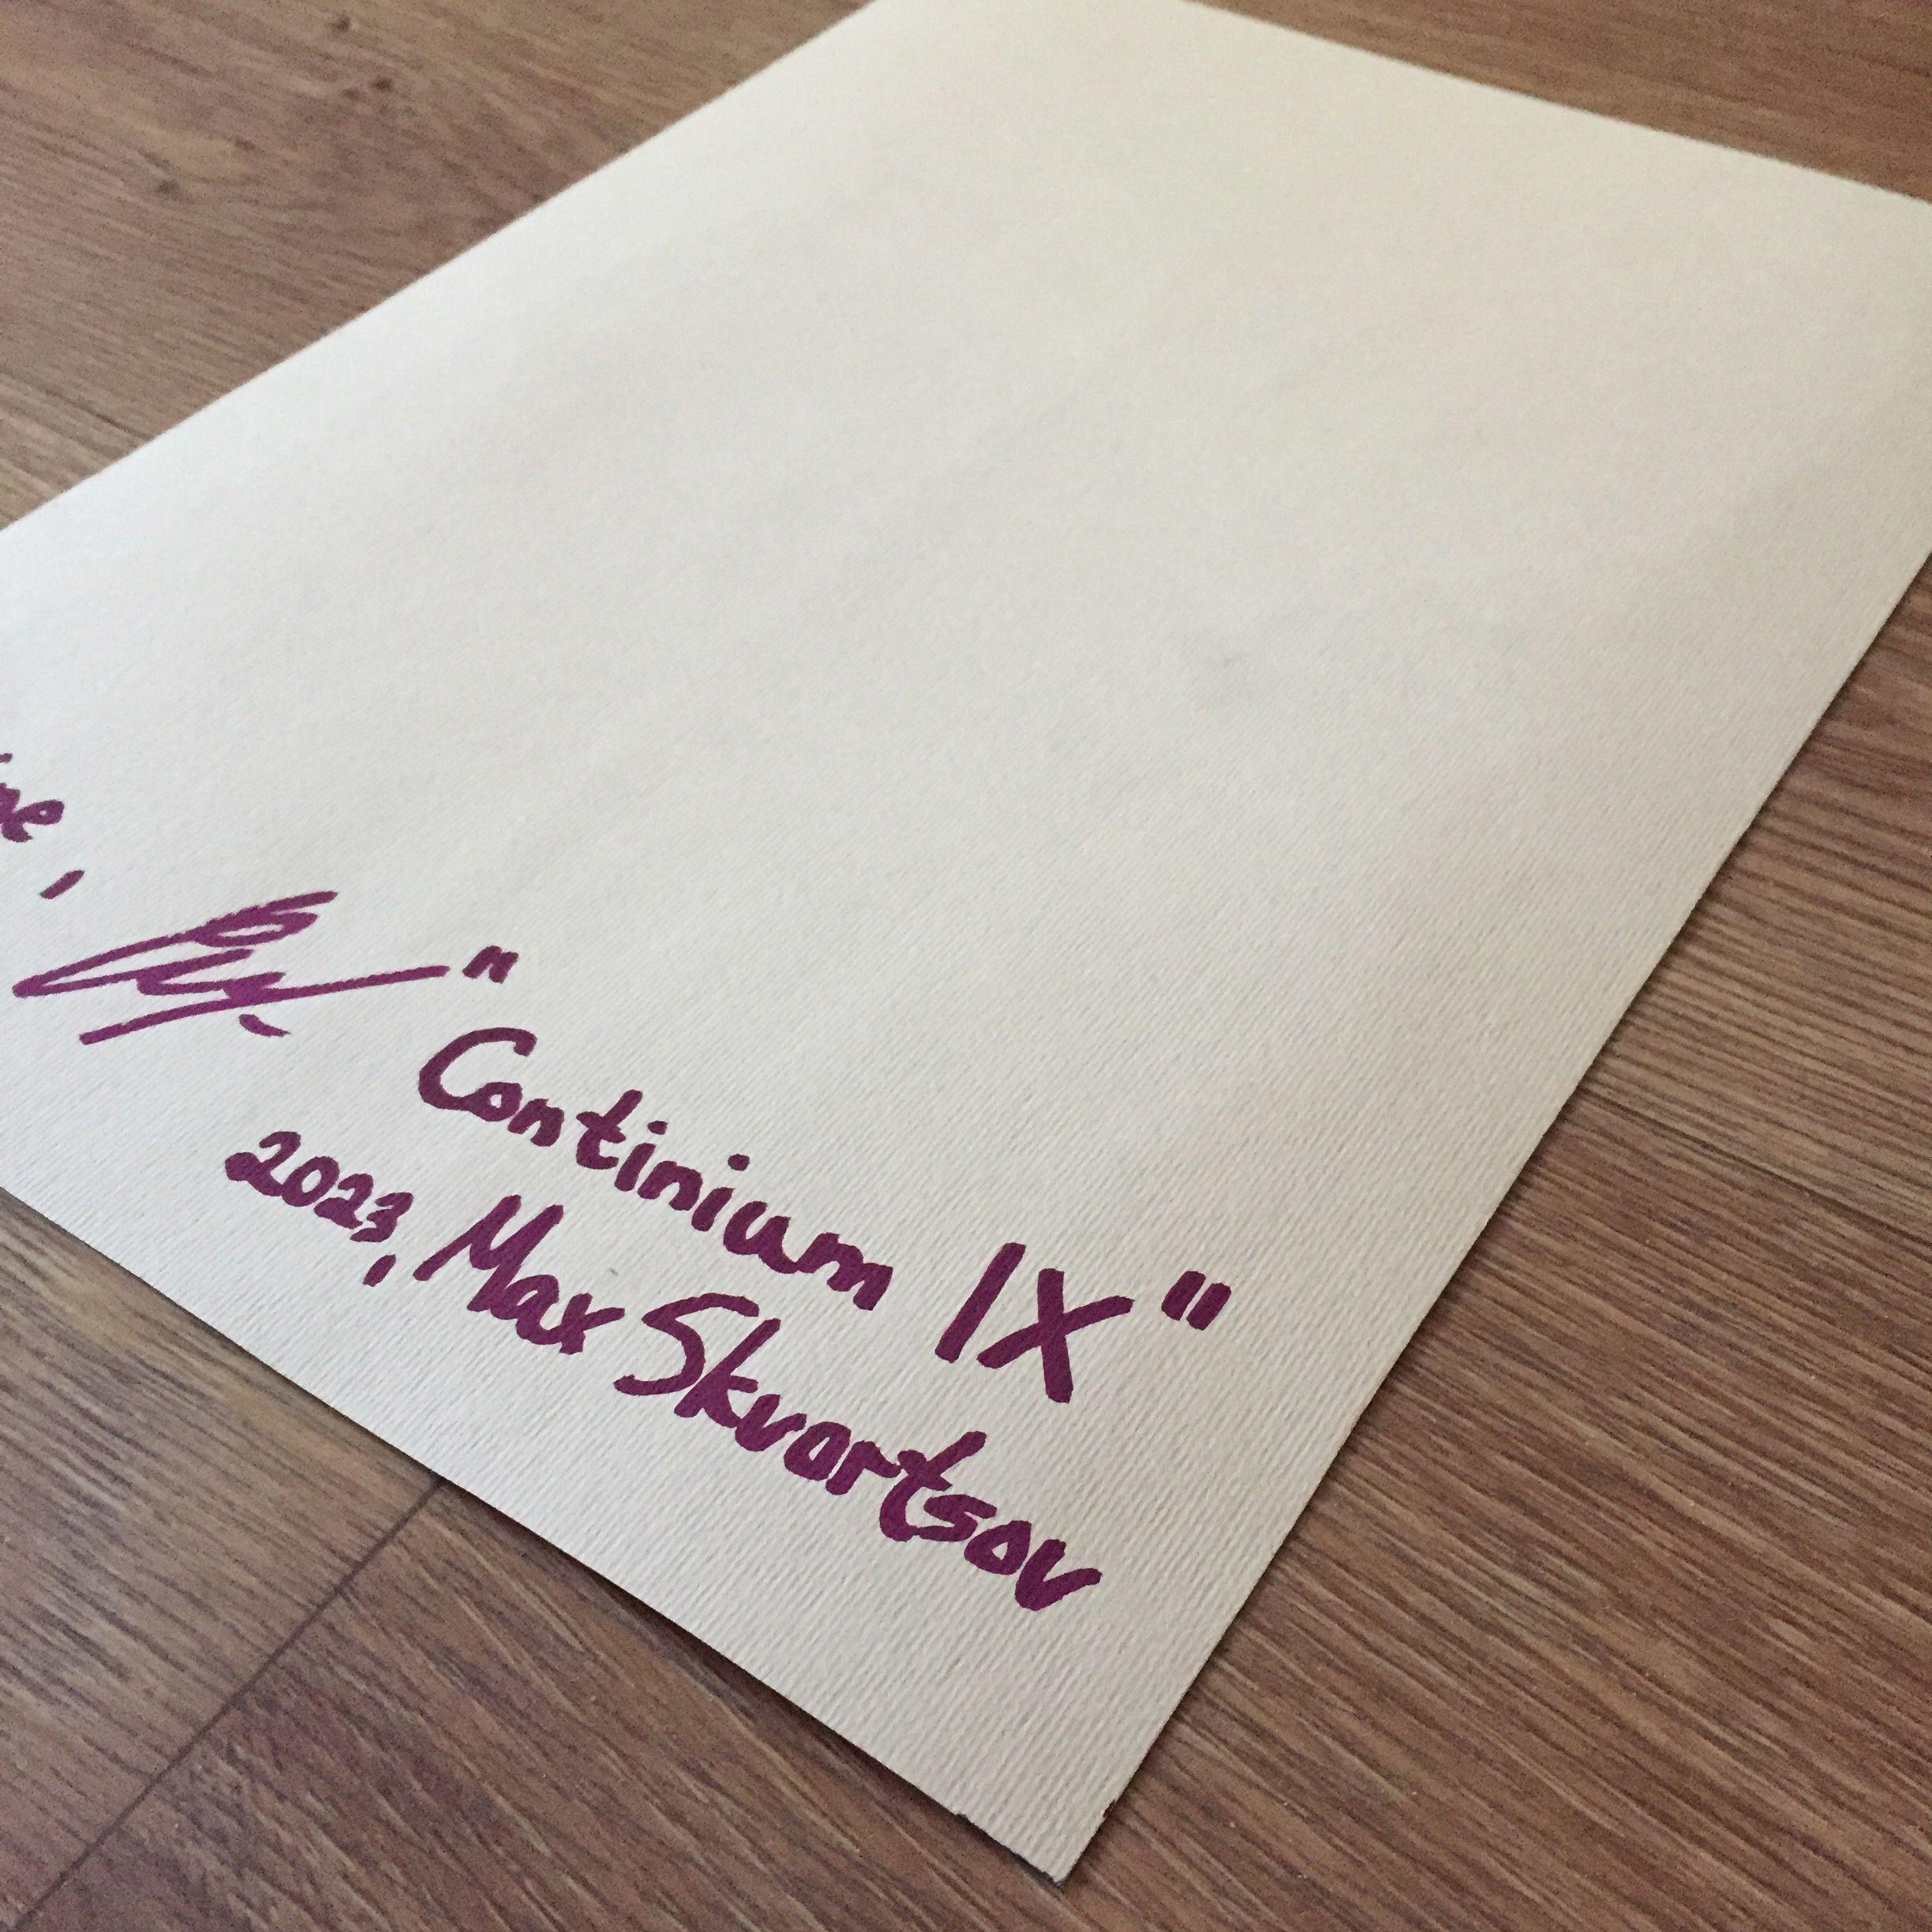 "Continium IX"
2023, Max Skvortsov